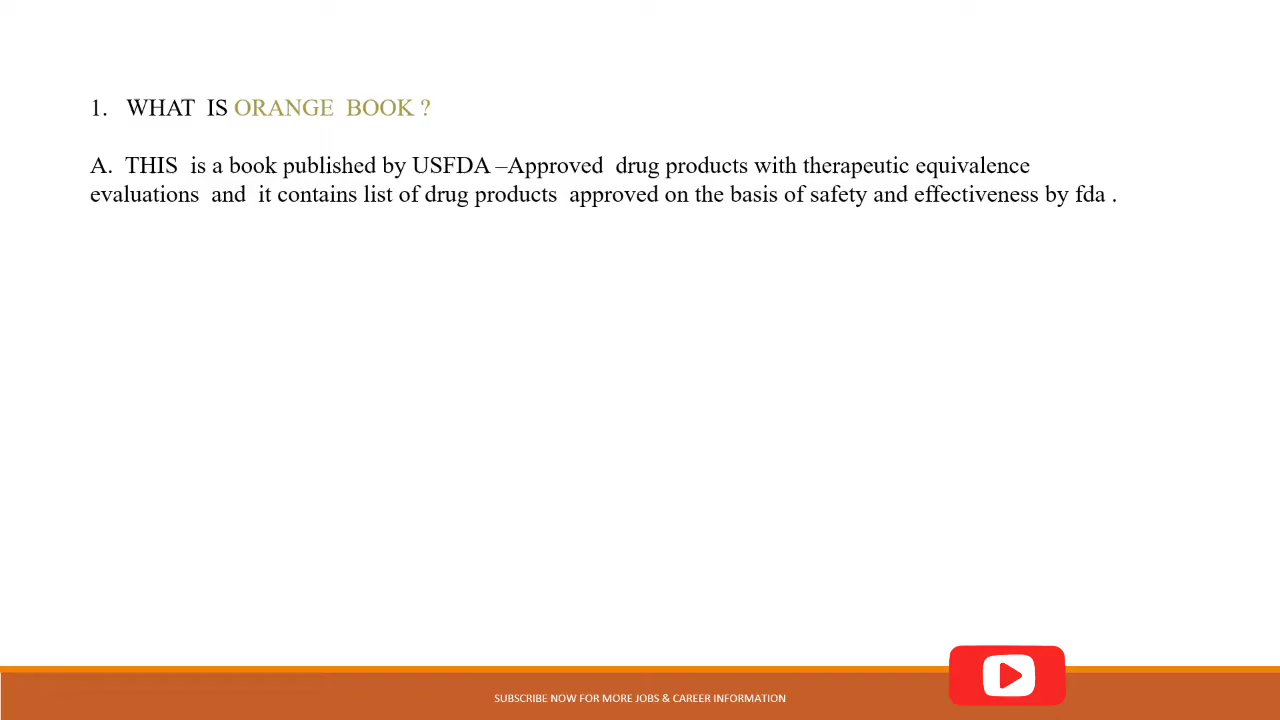 1. WHAT IS ORANGE BOOK ?
A. THIS is a book published by USFDA –Approved drug products with therapeutic equivalence
evaluations and it contains list of drug products approved on the basis of safety and effectiveness by fda .
SUBSCRIBE NOW FOR MORE JOBS & CAREER INFORMATION